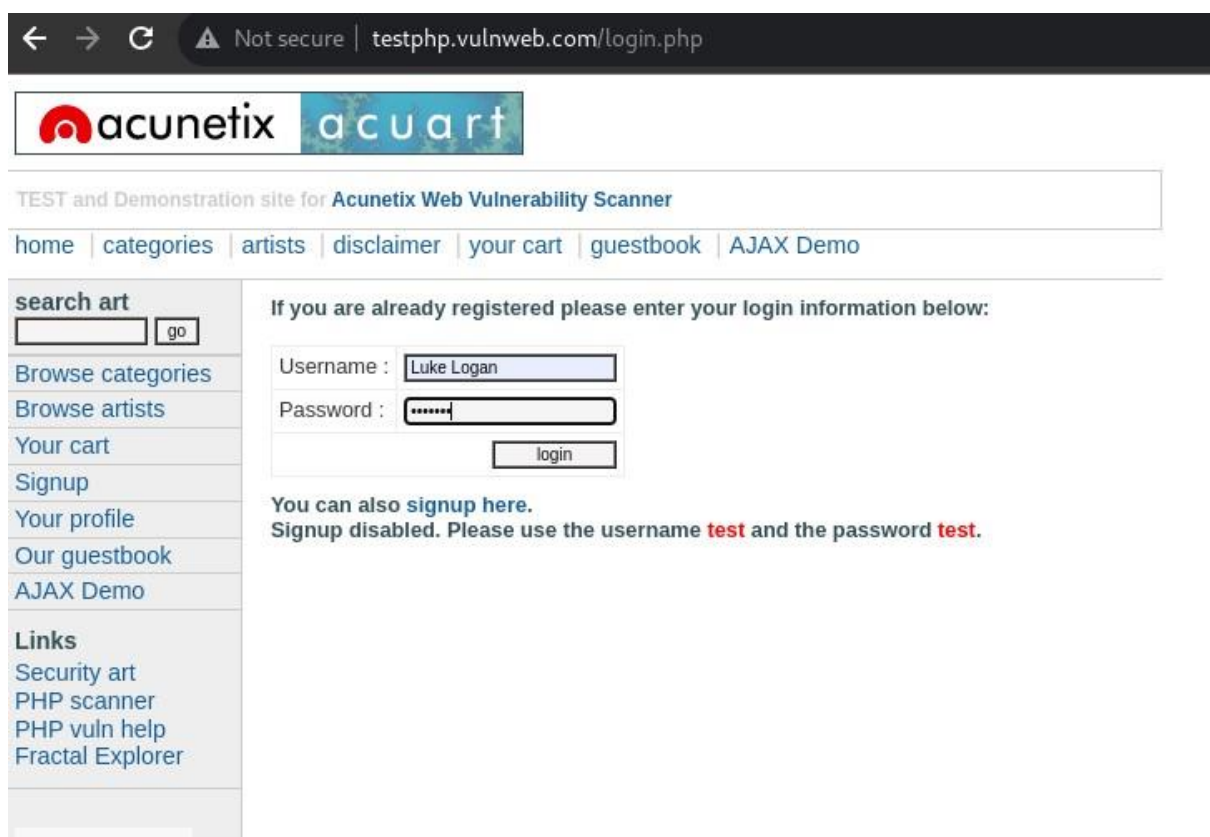 Not secure | testphp.vulnweb.com/login.php
acunetix acuart
TEST and Demonstration site for Acunetix Web Vulnerability Scanner
home | categories | artists | disclaimer | your cart | guestbook | AJAX Demo
search art
go
Browse categories
Browse artists
Your cart
Signup
Your profile
Our guestbook
AJAX Demo
Links
Security art
PHP scanner
PHP vuln help
Fractal Explorer
If you are already registered please enter your login information below:
Username : Luke Logan
Password : •••••••
login
You can also signup here.
Signup disabled. Please use the username test and the password test.